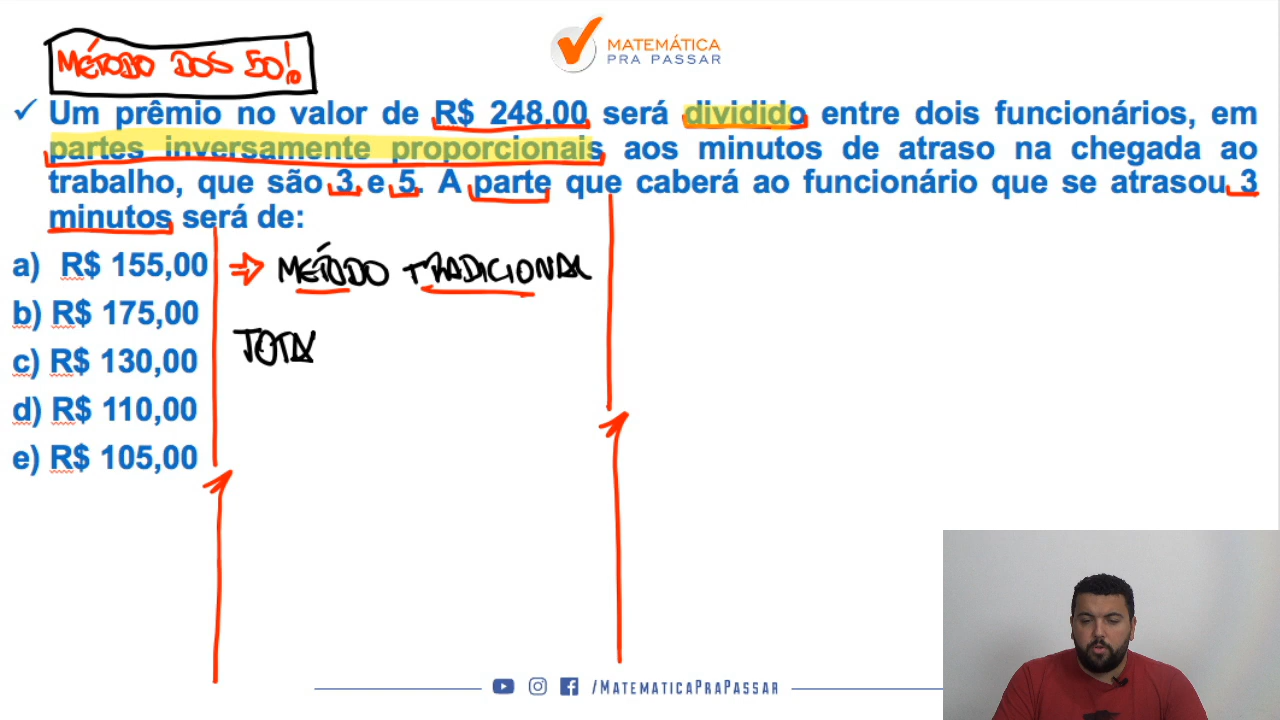 MÉTODO DOS 50!
MATEMÁTICA
PRA PASSAR
✓ Um prêmio no valor de R$ 248,00 será dividido entre dois funcionários, em
partes inversamente proporcionais aos minutos de atraso na chegada ao
trabalho, que são 3 e 5. A parte que caberá ao funcionário que se atrasou 3
minutos será de:
a) R$ 155,00
b) R$ 175,00
c) R$ 130,00
d) R$ 110,00
e) R$ 105,00
⇒ MÉTODO TRADICIONAL
TOTA
/MATEMATICAPRAPASSAR